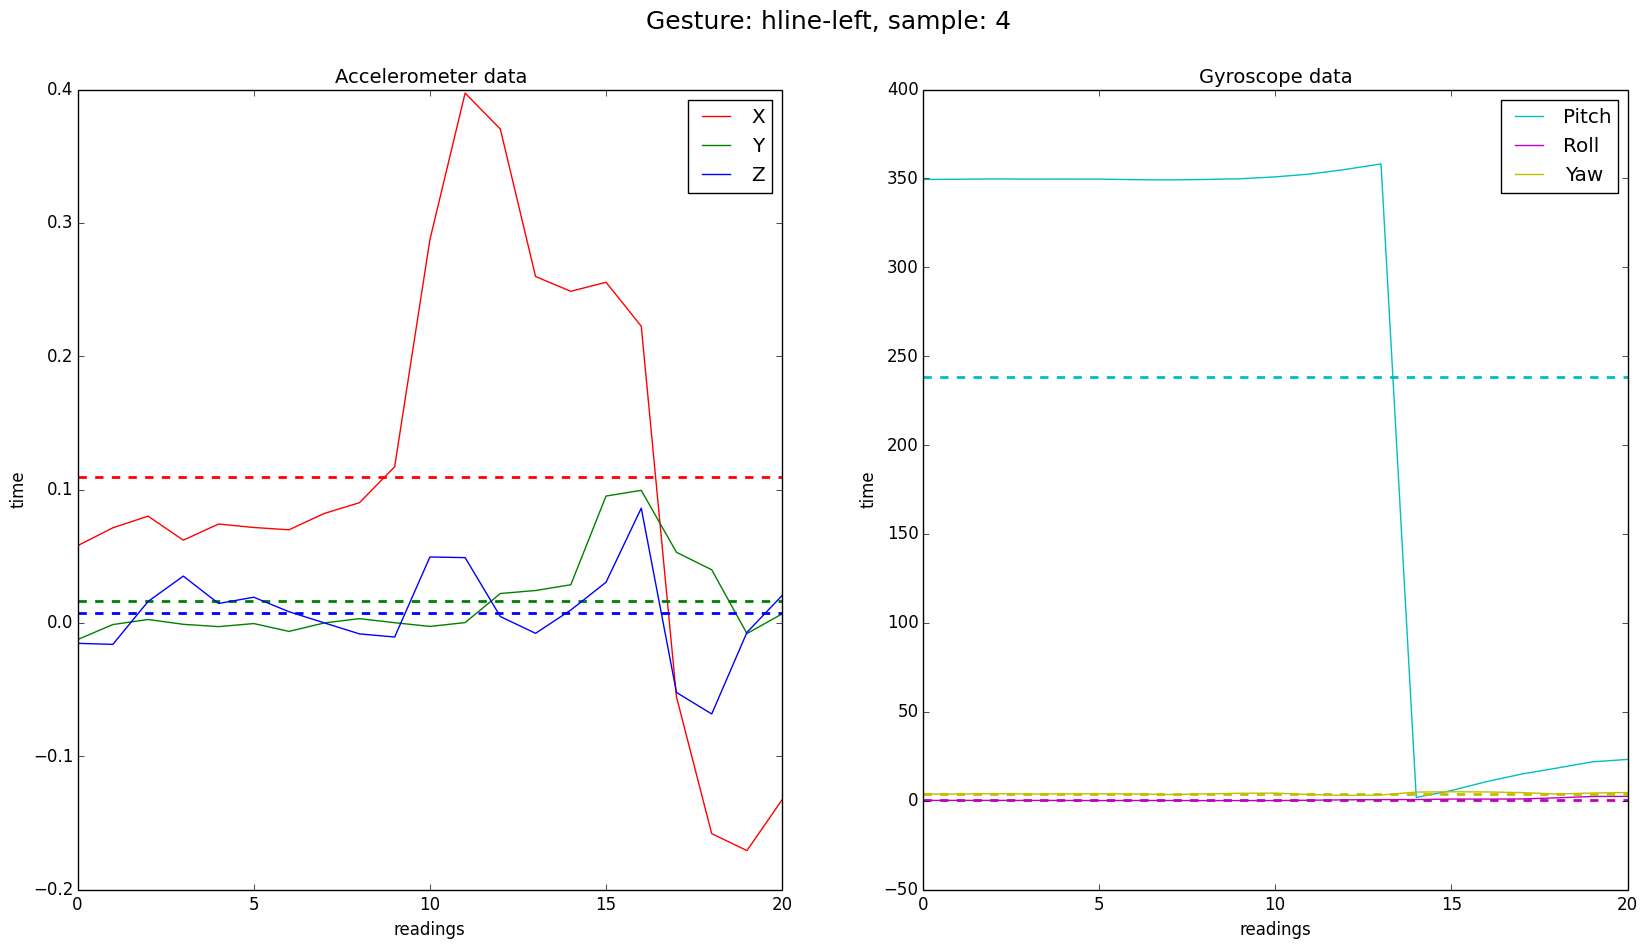 Gesture: hline-left, sample: 4
Accelerometer data
0.4
0.3
0.2
0.1
0.0
−0.1
−0.2
time
0
5
10
15
20
readings
X
Y
Z
Gyroscope data
400
350
300
250
200
150
100
50
0
−50
time
0
5
10
15
20
readings
Pitch
Roll
Yaw